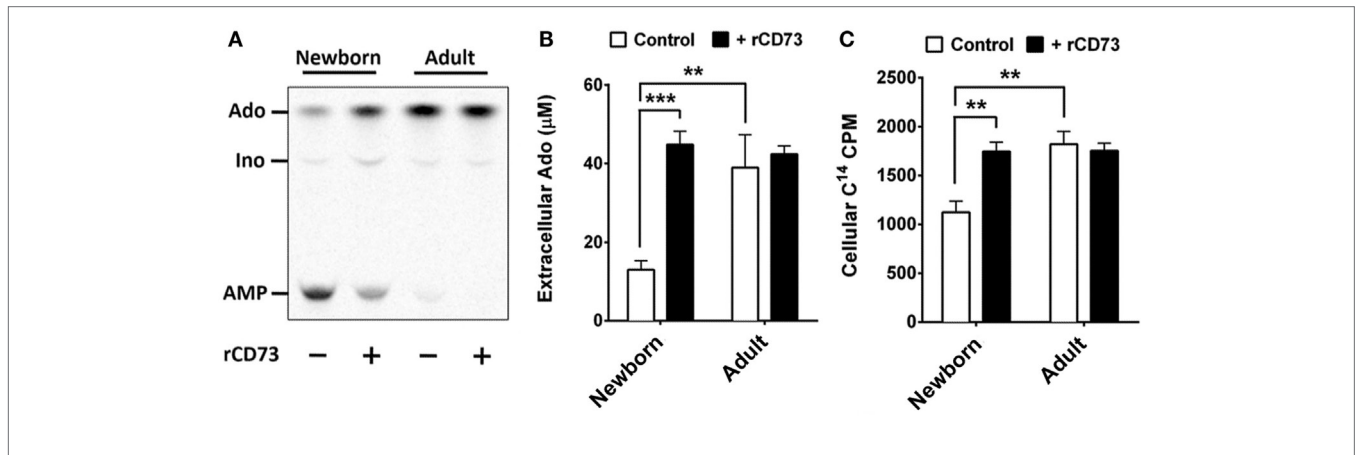 A
Newborn Adult
Ado
Ino
AMP
rCD73 − + − +
B
Control + rCD73
Extracellular Ado (μM)
60
40
20
0
***
**
Newborn
Adult
C
Control + rCD73
Cellular C¹⁴ CPM
2500
2000
1500
1000
500
0
**
**
Newborn
Adult